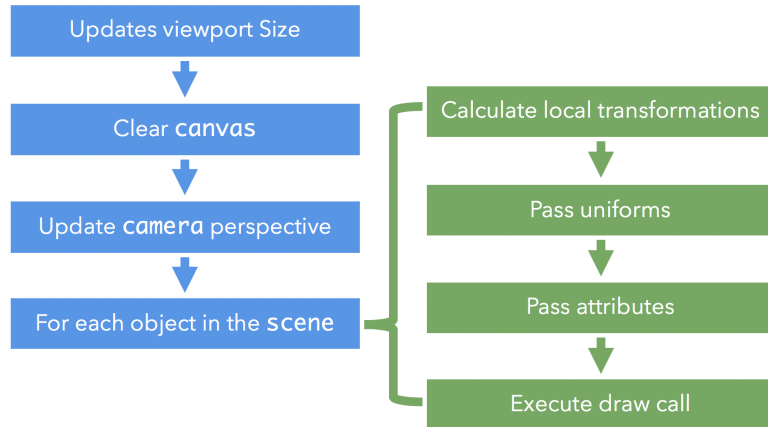 Updates viewport Size
Clear canvas
Update camera perspective
For each object in the scene
Calculate local transformations
Pass uniforms
Pass attributes
Execute draw call